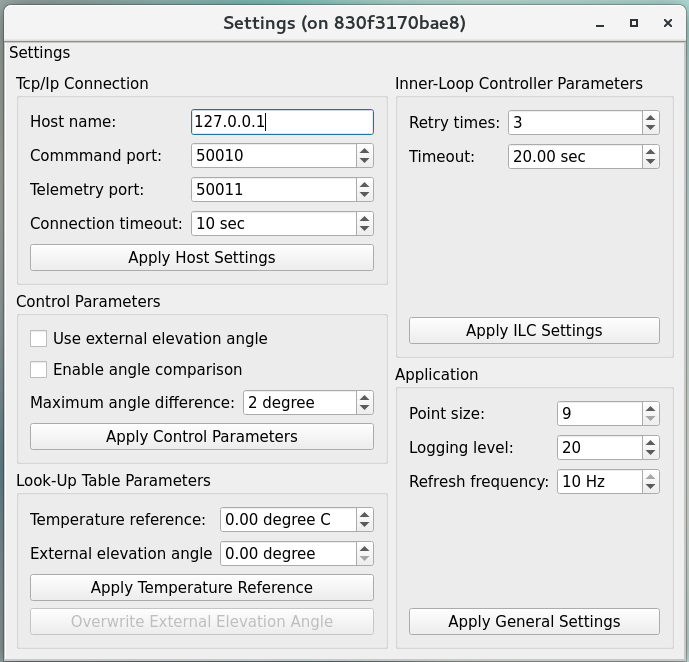 Settings (on 830f3170bae8)
Settings
Tcp/Ip Connection
Host name: 127.0.0.1
Commmand port: 50010
Telemetry port: 50011
Connection timeout: 10 sec
Apply Host Settings
Control Parameters
Use external elevation angle
Enable angle comparison
Maximum angle difference: 2 degree
Apply Control Parameters
Look-Up Table Parameters
Temperature reference: 0.00 degree C
External elevation angle 0.00 degree
Apply Temperature Reference
Overwrite External Elevation Angle
Inner-Loop Controller Parameters
Retry times: 3
Timeout: 20.00 sec
Apply ILC Settings
Application
Point size: 9
Logging level: 20
Refresh frequency: 10 Hz
Apply General Settings